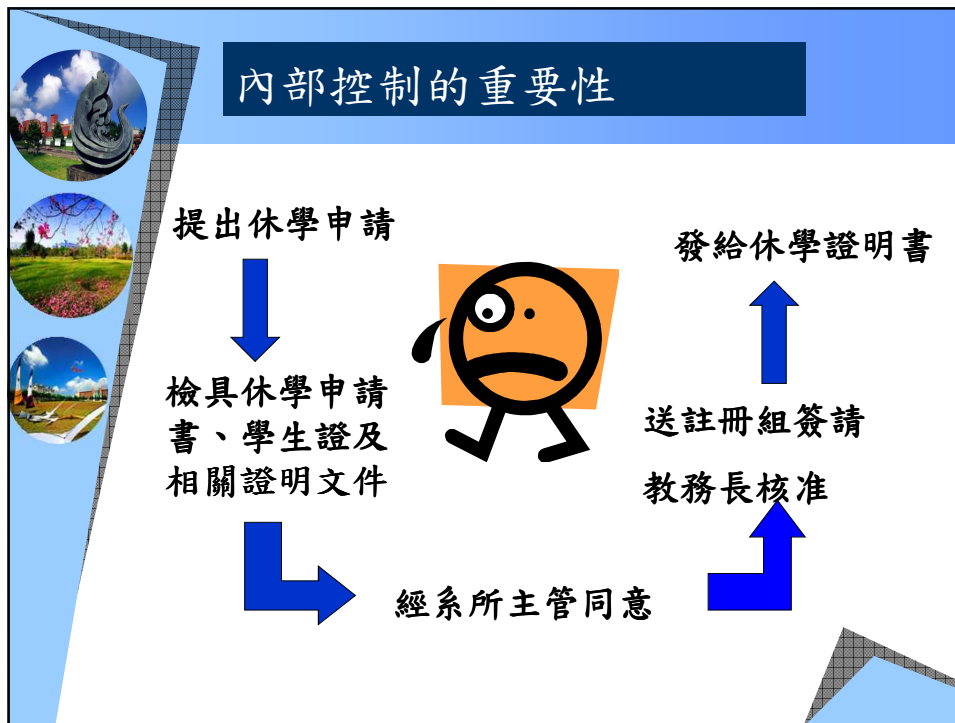 內部控制的重要性
提出休學申請
檢具休學申請
書、學生證及
相關證明文件
經系所主管同意
送註冊組簽請
教務長核准
發給休學證明書